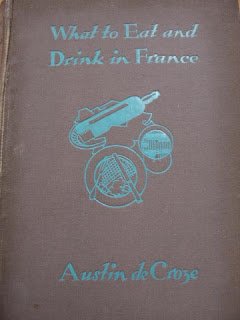 What to Eat and
Drink in France
Austin de Croze